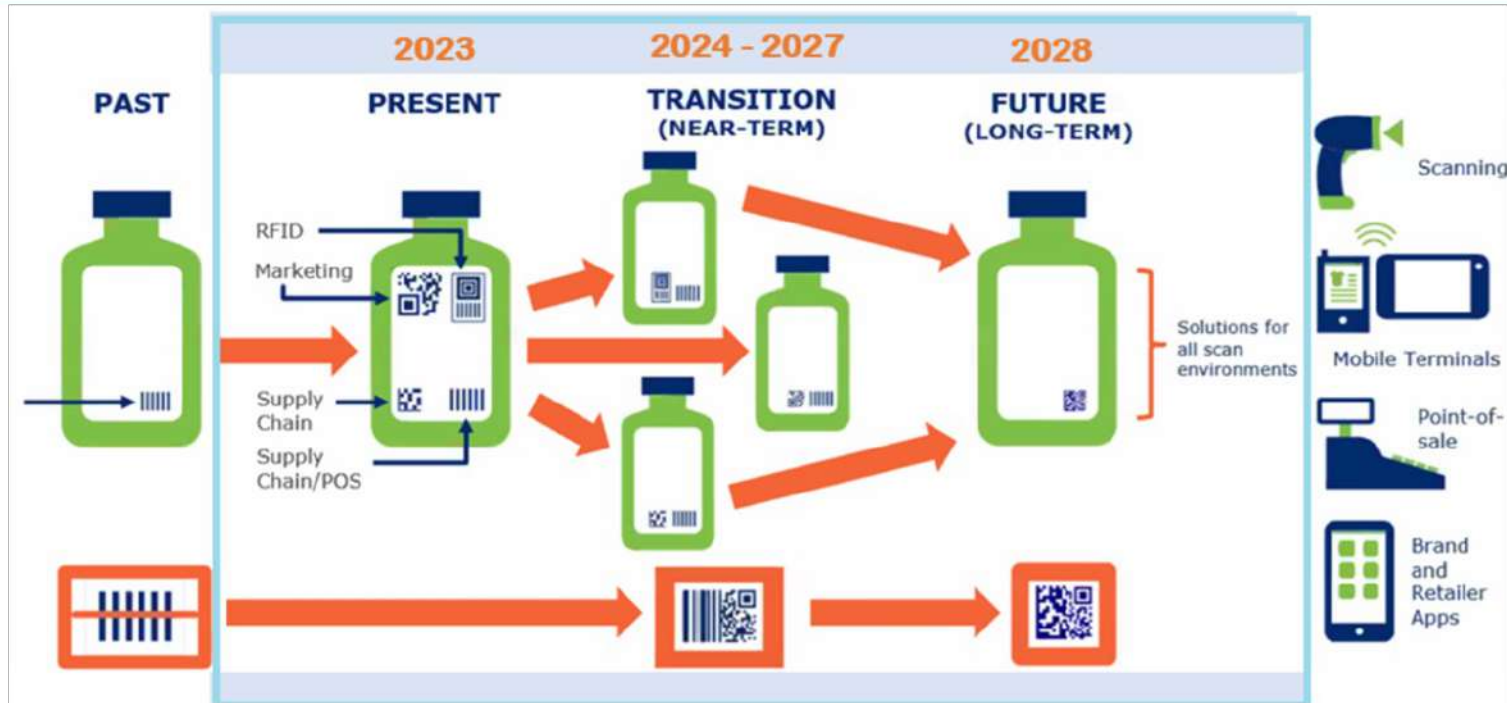 2023
2024 - 2027
2028
PAST
PRESENT
TRANSITION
(NEAR-TERM)
FUTURE
(LONG-TERM)
RFID
Marketing
Supply
Chain
Supply
Chain/POS
Solutions for
all scan
environments
Scanning
Mobile Terminals
Point-of-
sale
Brand
and
Retailer
Apps